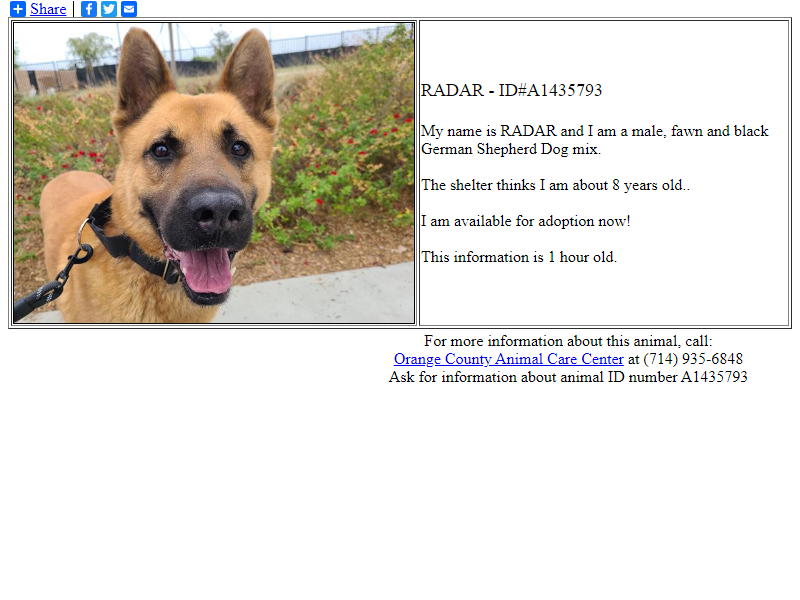 Share
RADAR - ID#A1435793
My name is RADAR and I am a male, fawn and black
German Shepherd Dog mix.
The shelter thinks I am about 8 years old..
I am available for adoption now!
This information is 1 hour old.
For more information about this animal, call:
Orange County Animal Care Center at (714) 935-6848
Ask for information about animal ID number A1435793